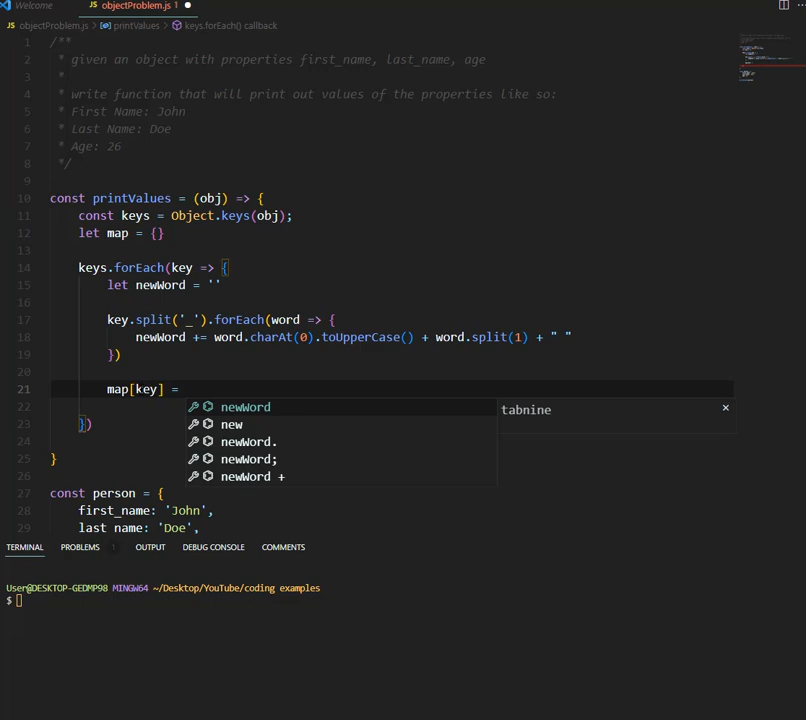 Welcome
JS objectProblem.js 1
JS objectProblem.js > printValues > keys.forEach() callback
1 /**
2 * given an object with properties first_name, last_name, age
3 *
4 * write function that will print out values of the properties like so:
5 * First Name: John
6 * Last Name: Doe
7 * Age: 26
8 */
9
10 const printValues = (obj) => {
11 const keys = Object.keys(obj);
12 let map = {}
13
14 keys.forEach(key => {
15 let newWord = ''
16
17 key.split('_').forEach(word => {
18 newWord += word.charAt(0).toUpperCase() + word.split(1) + " "
19 })
20
21 map[key] =
22 newWord
tabnine
new
23 })
newWord.
24
newWord;
25 }
newWord +
26
27 const person = {
28 first_name: 'John',
29 last_name: 'Doe',
TERMINAL PROBLEMS 1 OUTPUT DEBUG CONSOLE COMMENTS
User@DESKTOP-GEDMP98 MINGW64 ~/Desktop/YouTube/coding examples
$